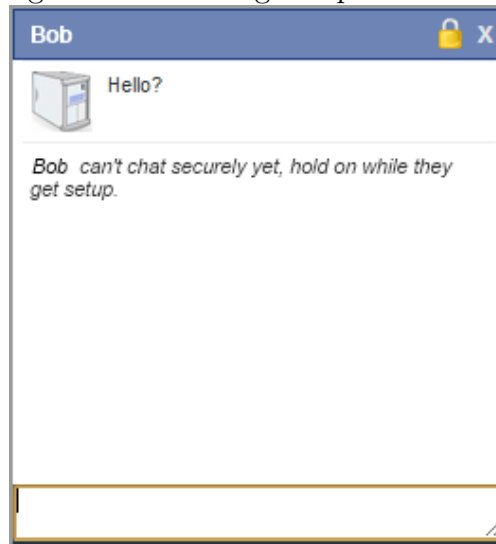 Bob X
Hello?
Bob can't chat securely yet, hold on while they
get setup.